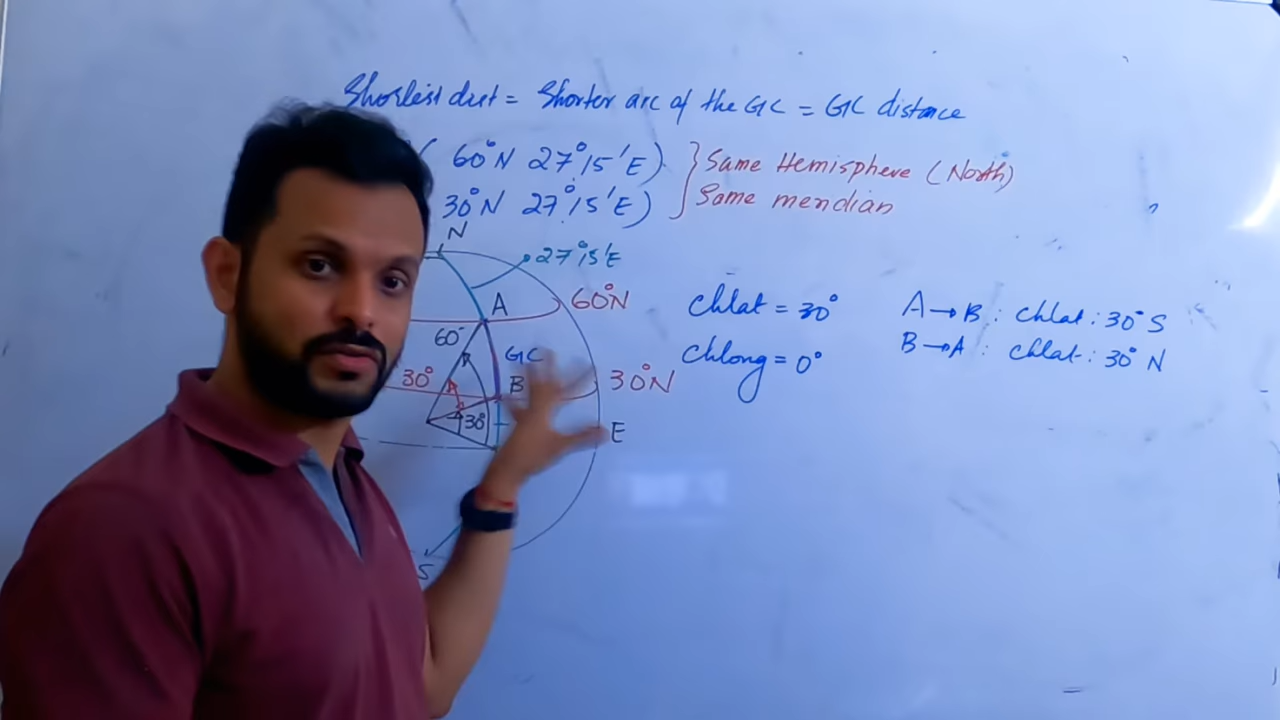 Shortest dist = Shorter arc of the GC = GC distance
( 60°N 27°15'E) } Same Hemisphere (North)
30°N 27°15'E) Same meridian
N
27°15'E
A
60°N
60°
GC
30°
B
30°N
30
E
S
Chlat = 30°
Chlong = 0°
A→B : Chlat : 30° S
B→A : Chlat : 30° N